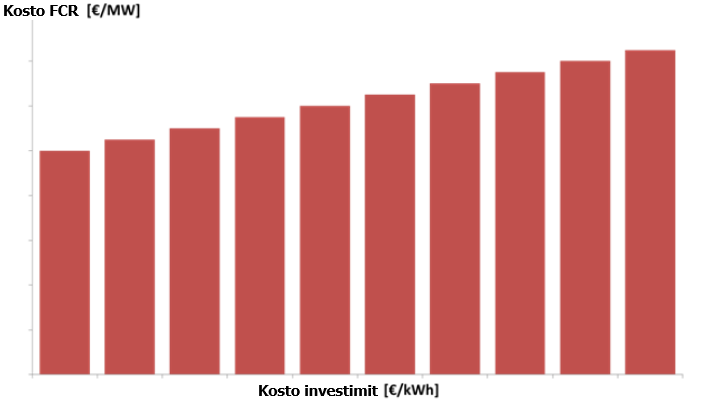 Kosto FCR [€/MW]
Kosto investimit [€/kWh]